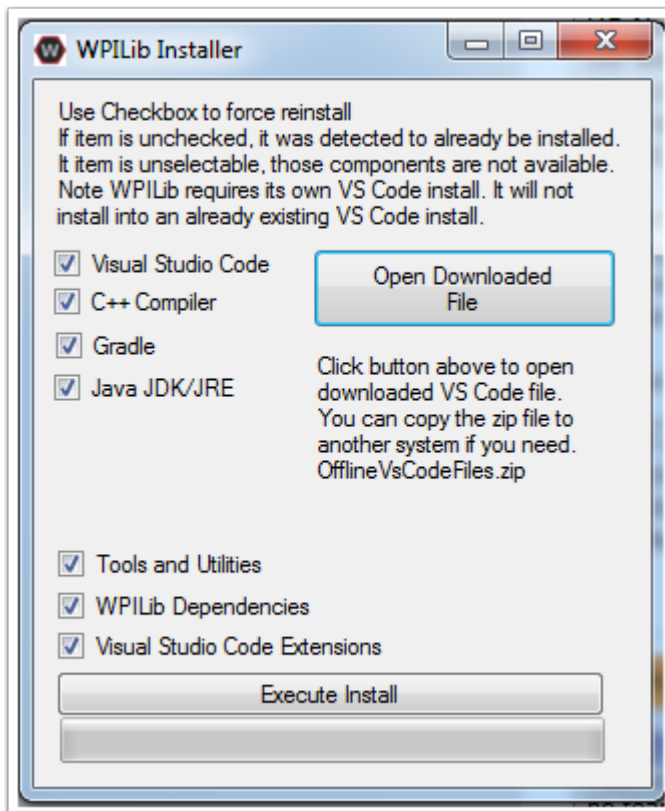 WPILib Installer
Use Checkbox to force reinstall
If item is unchecked, it was detected to already be installed.
It item is unselectable, those components are not available.
Note WPILib requires its own VS Code install. It will not
install into an already existing VS Code install.
Visual Studio Code
C++ Compiler
Gradle
Java JDK/JRE
Open Downloaded
File
Click button above to open
downloaded VS Code file.
You can copy the zip file to
another system if you need.
OfflineVsCodeFiles.zip
Tools and Utilities
WPILib Dependencies
Visual Studio Code Extensions
Execute Install